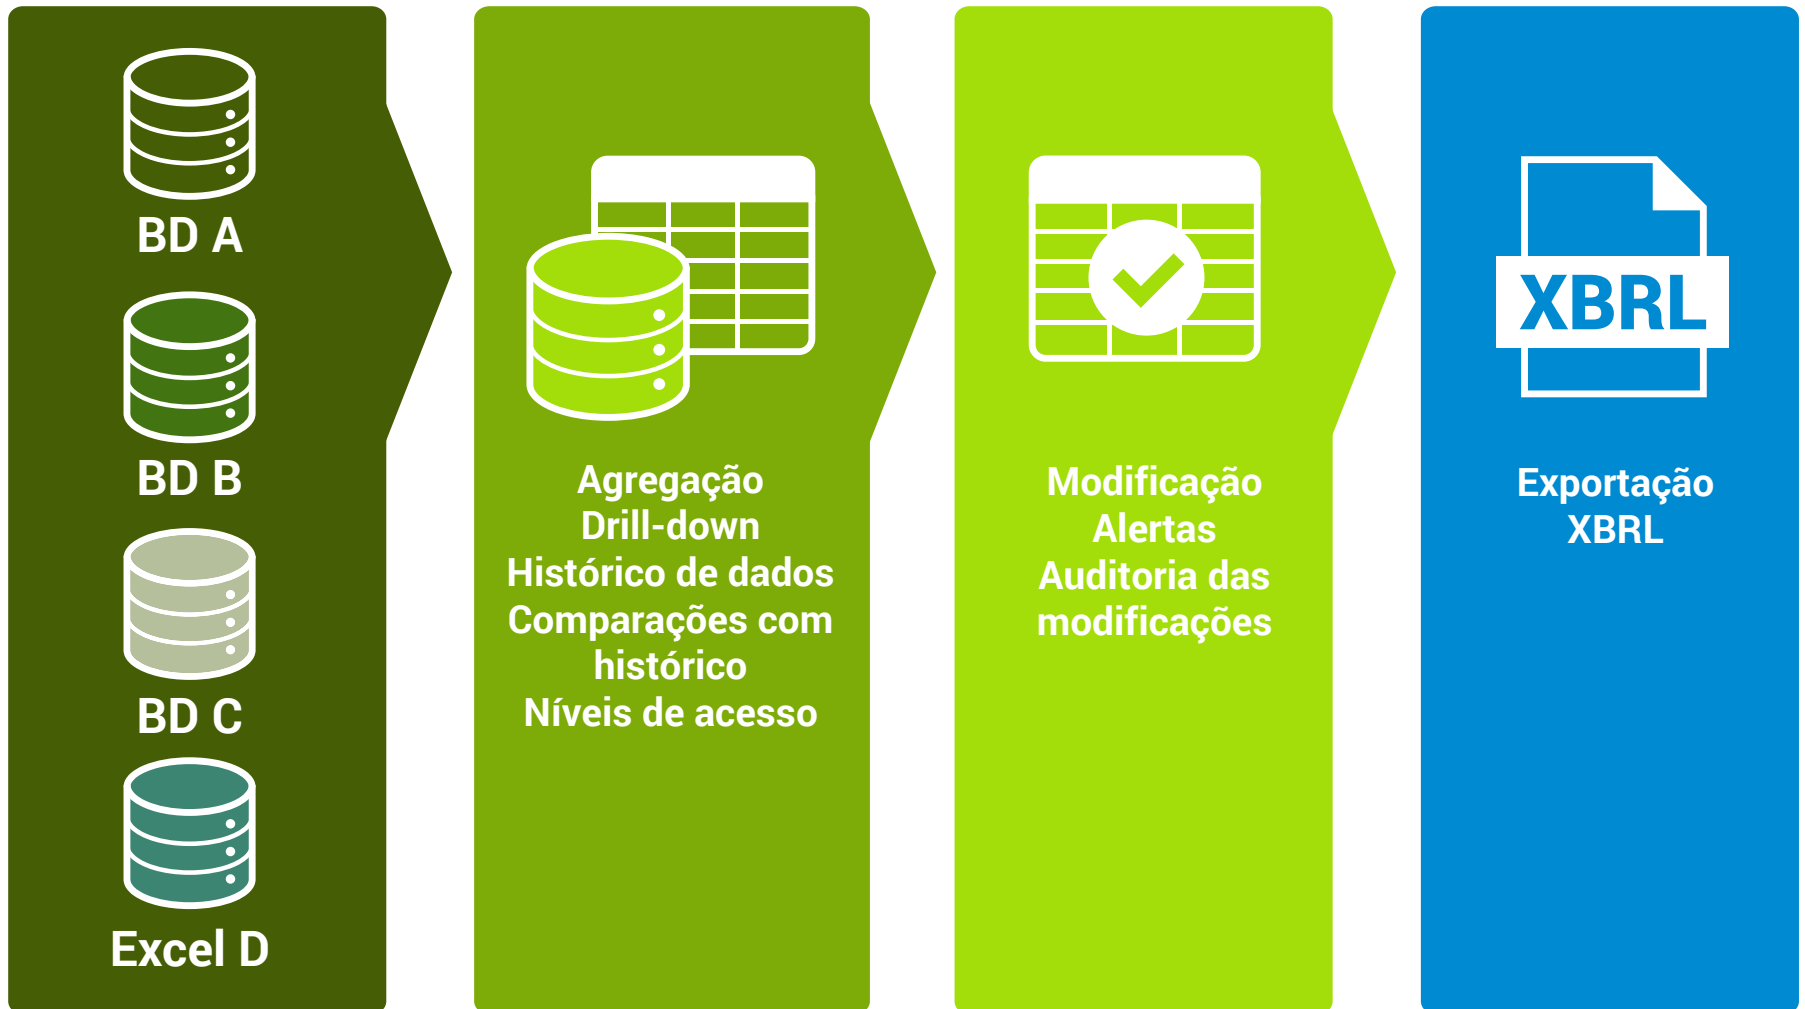 BD A
BD B
BD C
Excel D
Agregação
Drill-down
Histórico de dados
Comparações com
histórico
Níveis de acesso
Modificação
Alertas
Auditoria das
modificações
XBRL
Exportação
XBRL